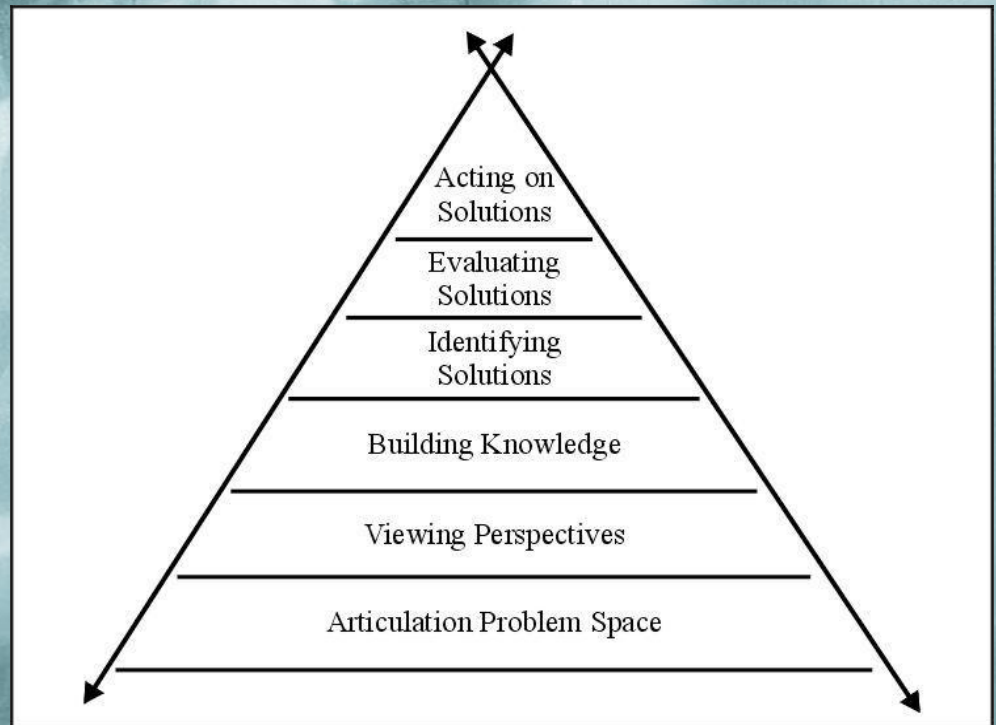 Acting on
Solutions
Evaluating
Solutions
Identifying
Solutions
Building Knowledge
Viewing Perspectives
Articulation Problem Space